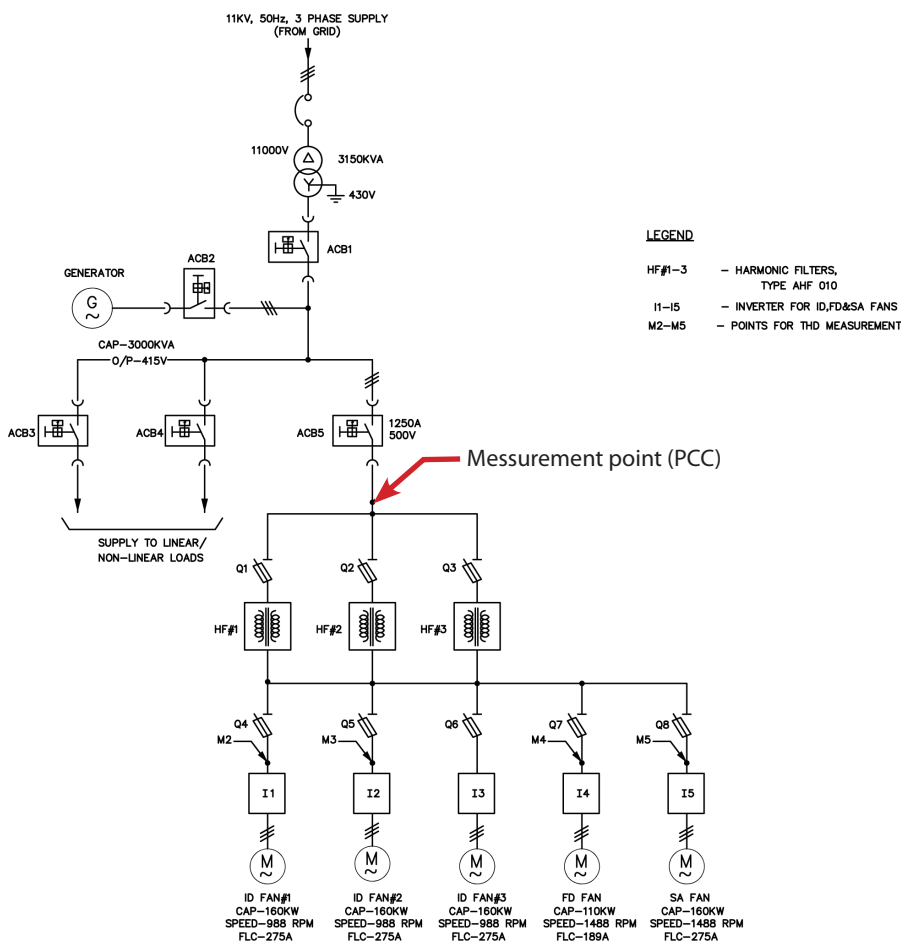 11KV, 50Hz, 3 PHASE SUPPLY
(FROM GRID)
11000V
3150KVA
430V
ACB1
ACB2
GENERATOR
G
CAP-3000KVA
O/P-415V
LEGEND
HF#1-3 - HARMONIC FILTERS,
TYPE AHF 010
I1-I5 - INVERTER FOR ID,FD&SA FANS
M2-M5 - POINTS FOR THD MEASUREMENT
ACB3
ACB4
ACB5
1250A
500V
Messurement point (PCC)
SUPPLY TO LINEAR/
NON-LINEAR LOADS
Q1
Q2
Q3
HF#1
HF#2
HF#3
Q4
Q5
Q6
Q7
Q8
M2
M3
M4
M5
I1
I2
I3
I4
I5
M
M
M
M
M
ID FAN#1
CAP-160KW
SPEED-988 RPM
FLC-275A
ID FAN#2
CAP-160KW
SPEED-988 RPM
FLC-275A
ID FAN#3
CAP-160KW
SPEED-988 RPM
FLC-275A
FD FAN
CAP-110KW
SPEED-1488 RPM
FLC-189A
SA FAN
CAP-160KW
SPEED-1488 RPM
FLC-275A